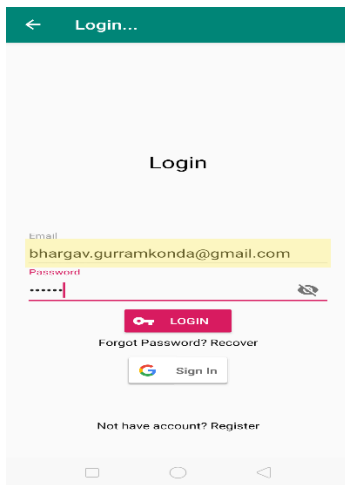 Login...
Login
Email
bhargav.gurramkonda@gmail.com
Password
••••••
LOGIN
Forgot Password? Recover
G Sign In
Not have account? Register